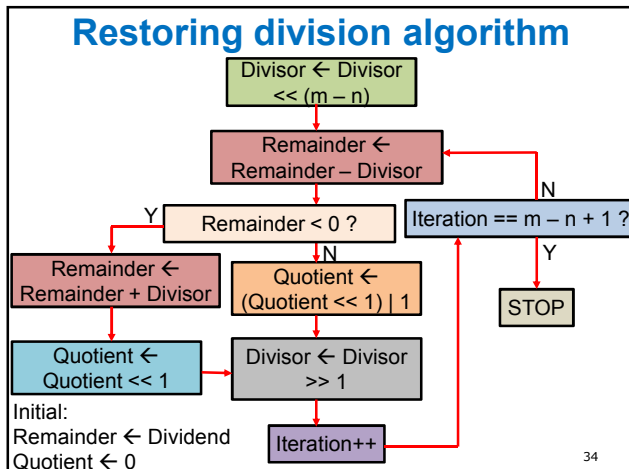 Restoring division algorithm
Divisor ← Divisor
<< (m – n)
Remainder ←
Remainder – Divisor
N
Y
Remainder < 0 ?
Iteration == m – n + 1 ?
N
Y
Remainder ←
Remainder + Divisor
Quotient ←
(Quotient << 1) | 1
STOP
Quotient ←
Quotient << 1
Divisor ← Divisor
>> 1
Initial:
Remainder ← Dividend
Quotient ← 0
Iteration++
34